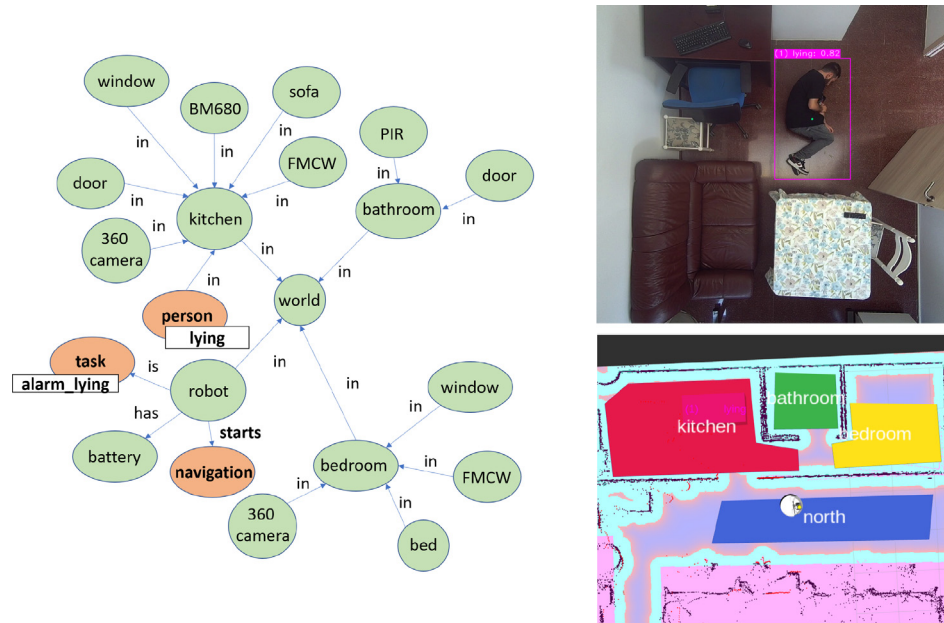 window
BM680
sofa
PIR
in
in
in
FMCW
in
door
door
in
in
kitchen
bathroom
in
360
camera
in
in
in
in
world
person
lying
task
alarm_lying
is
in
robot
in
window
has
starts
in
battery
navigation
bedroom
in
FMCW
in
360
camera
in
bed
(1) lying: 0.82
kitchen
bathroom
bedroom
north